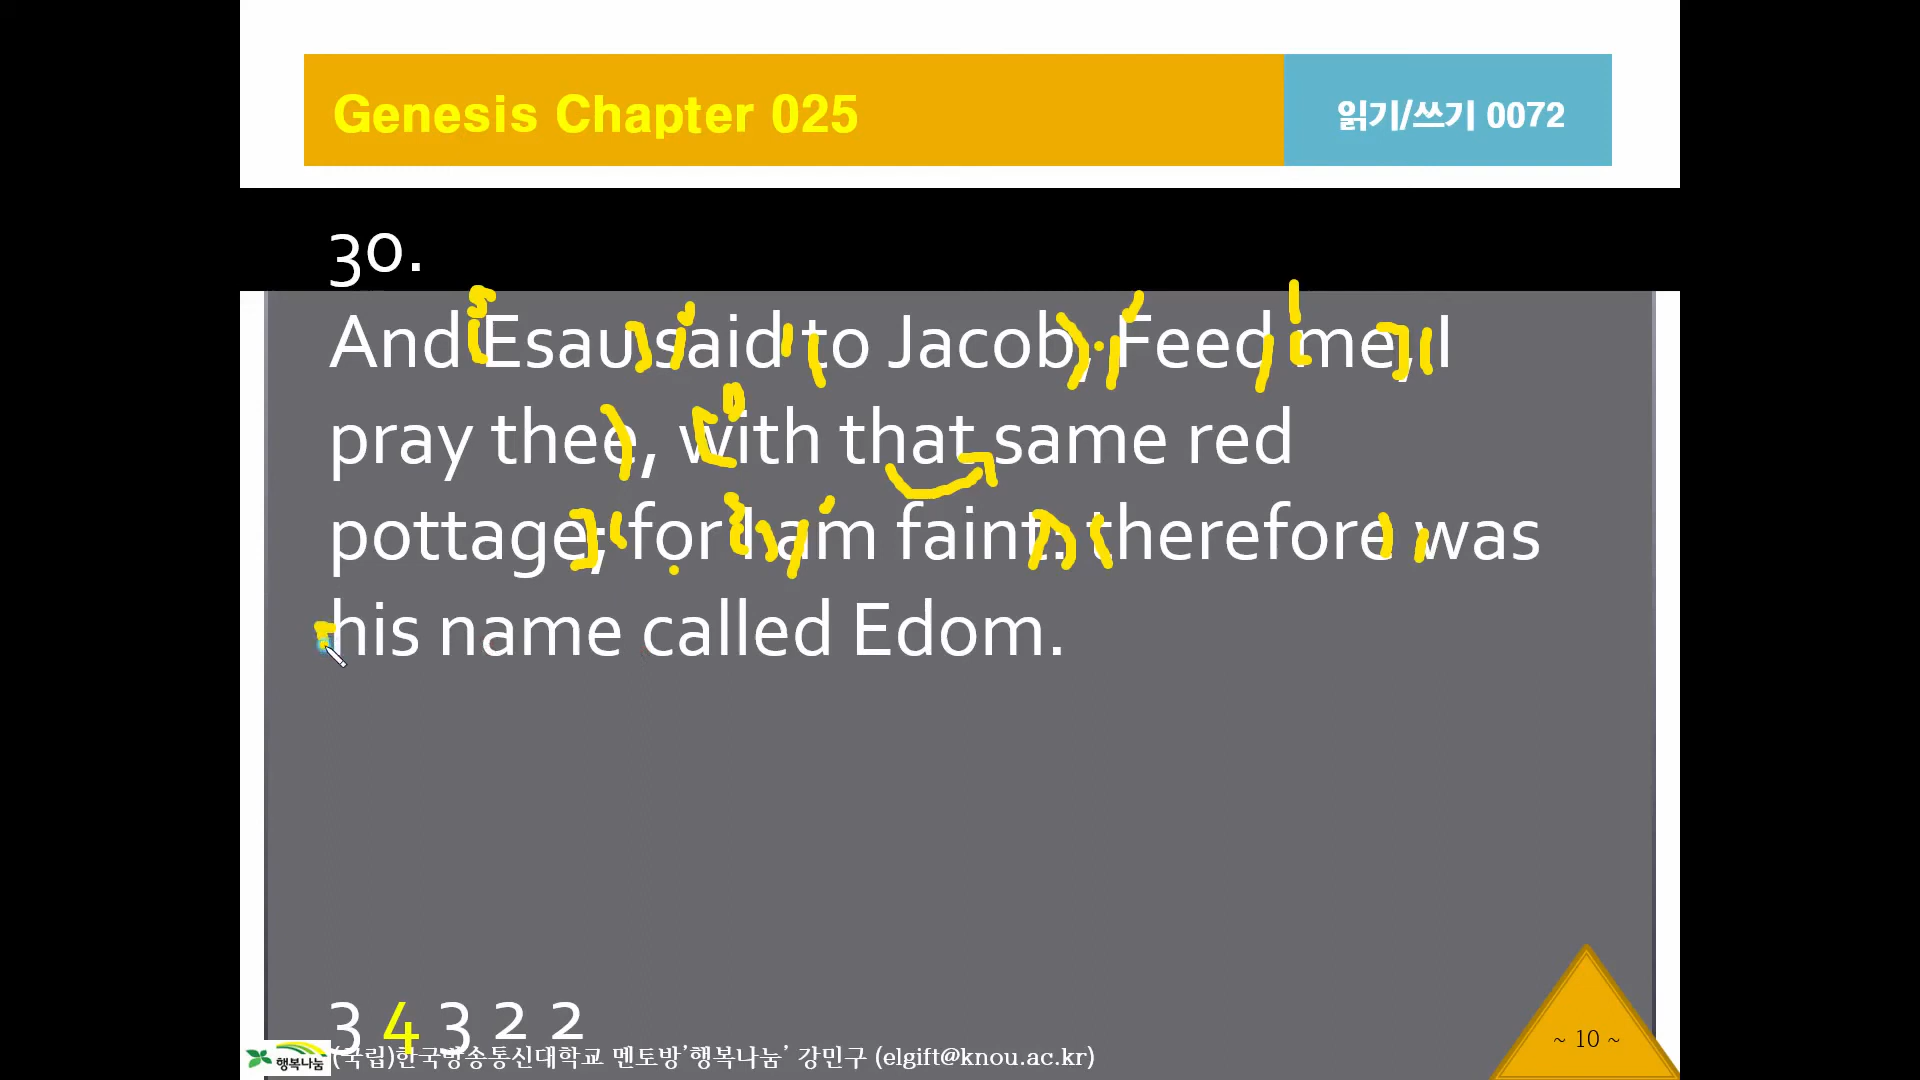 Genesis Chapter 025
읽기/쓰기 0072
30.
And Esau said to Jacob, Feed me, I
pray thee, with that same red
pottage; for I am faint: therefore was
his name called Edom.
3 4 3 2 2
행복나눔
(국립)한국방송통신대학교 멘토방'행복나눔' 강민구 (elgift@knou.ac.kr)
~ 10 ~